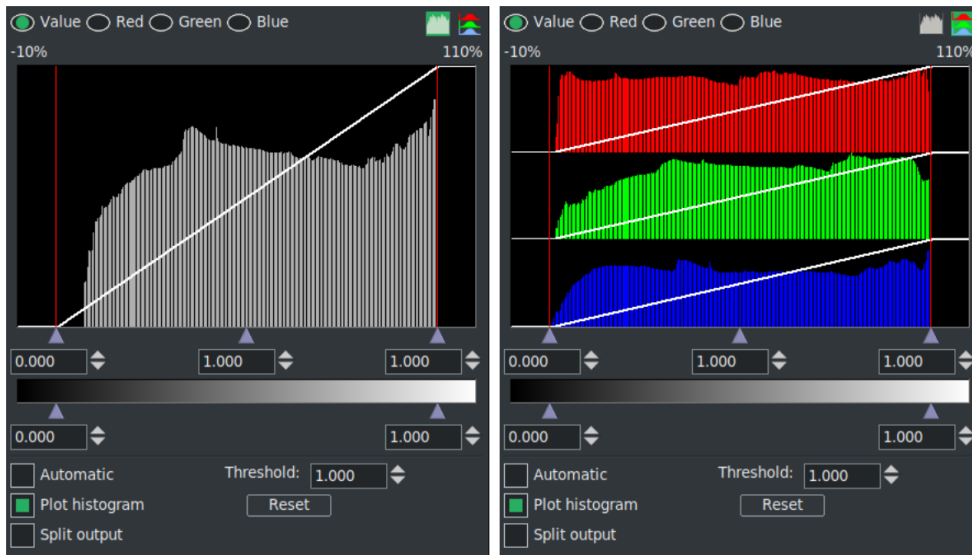 Value Red Green Blue
-10% 110%
0.000 1.000 1.000
0.000 1.000
Automatic Threshold: 1.000
Plot histogram Reset
Split output
Value Red Green Blue
-10% 110%
0.000 1.000 1.000
0.000 1.000
Automatic Threshold: 1.000
Plot histogram Reset
Split output